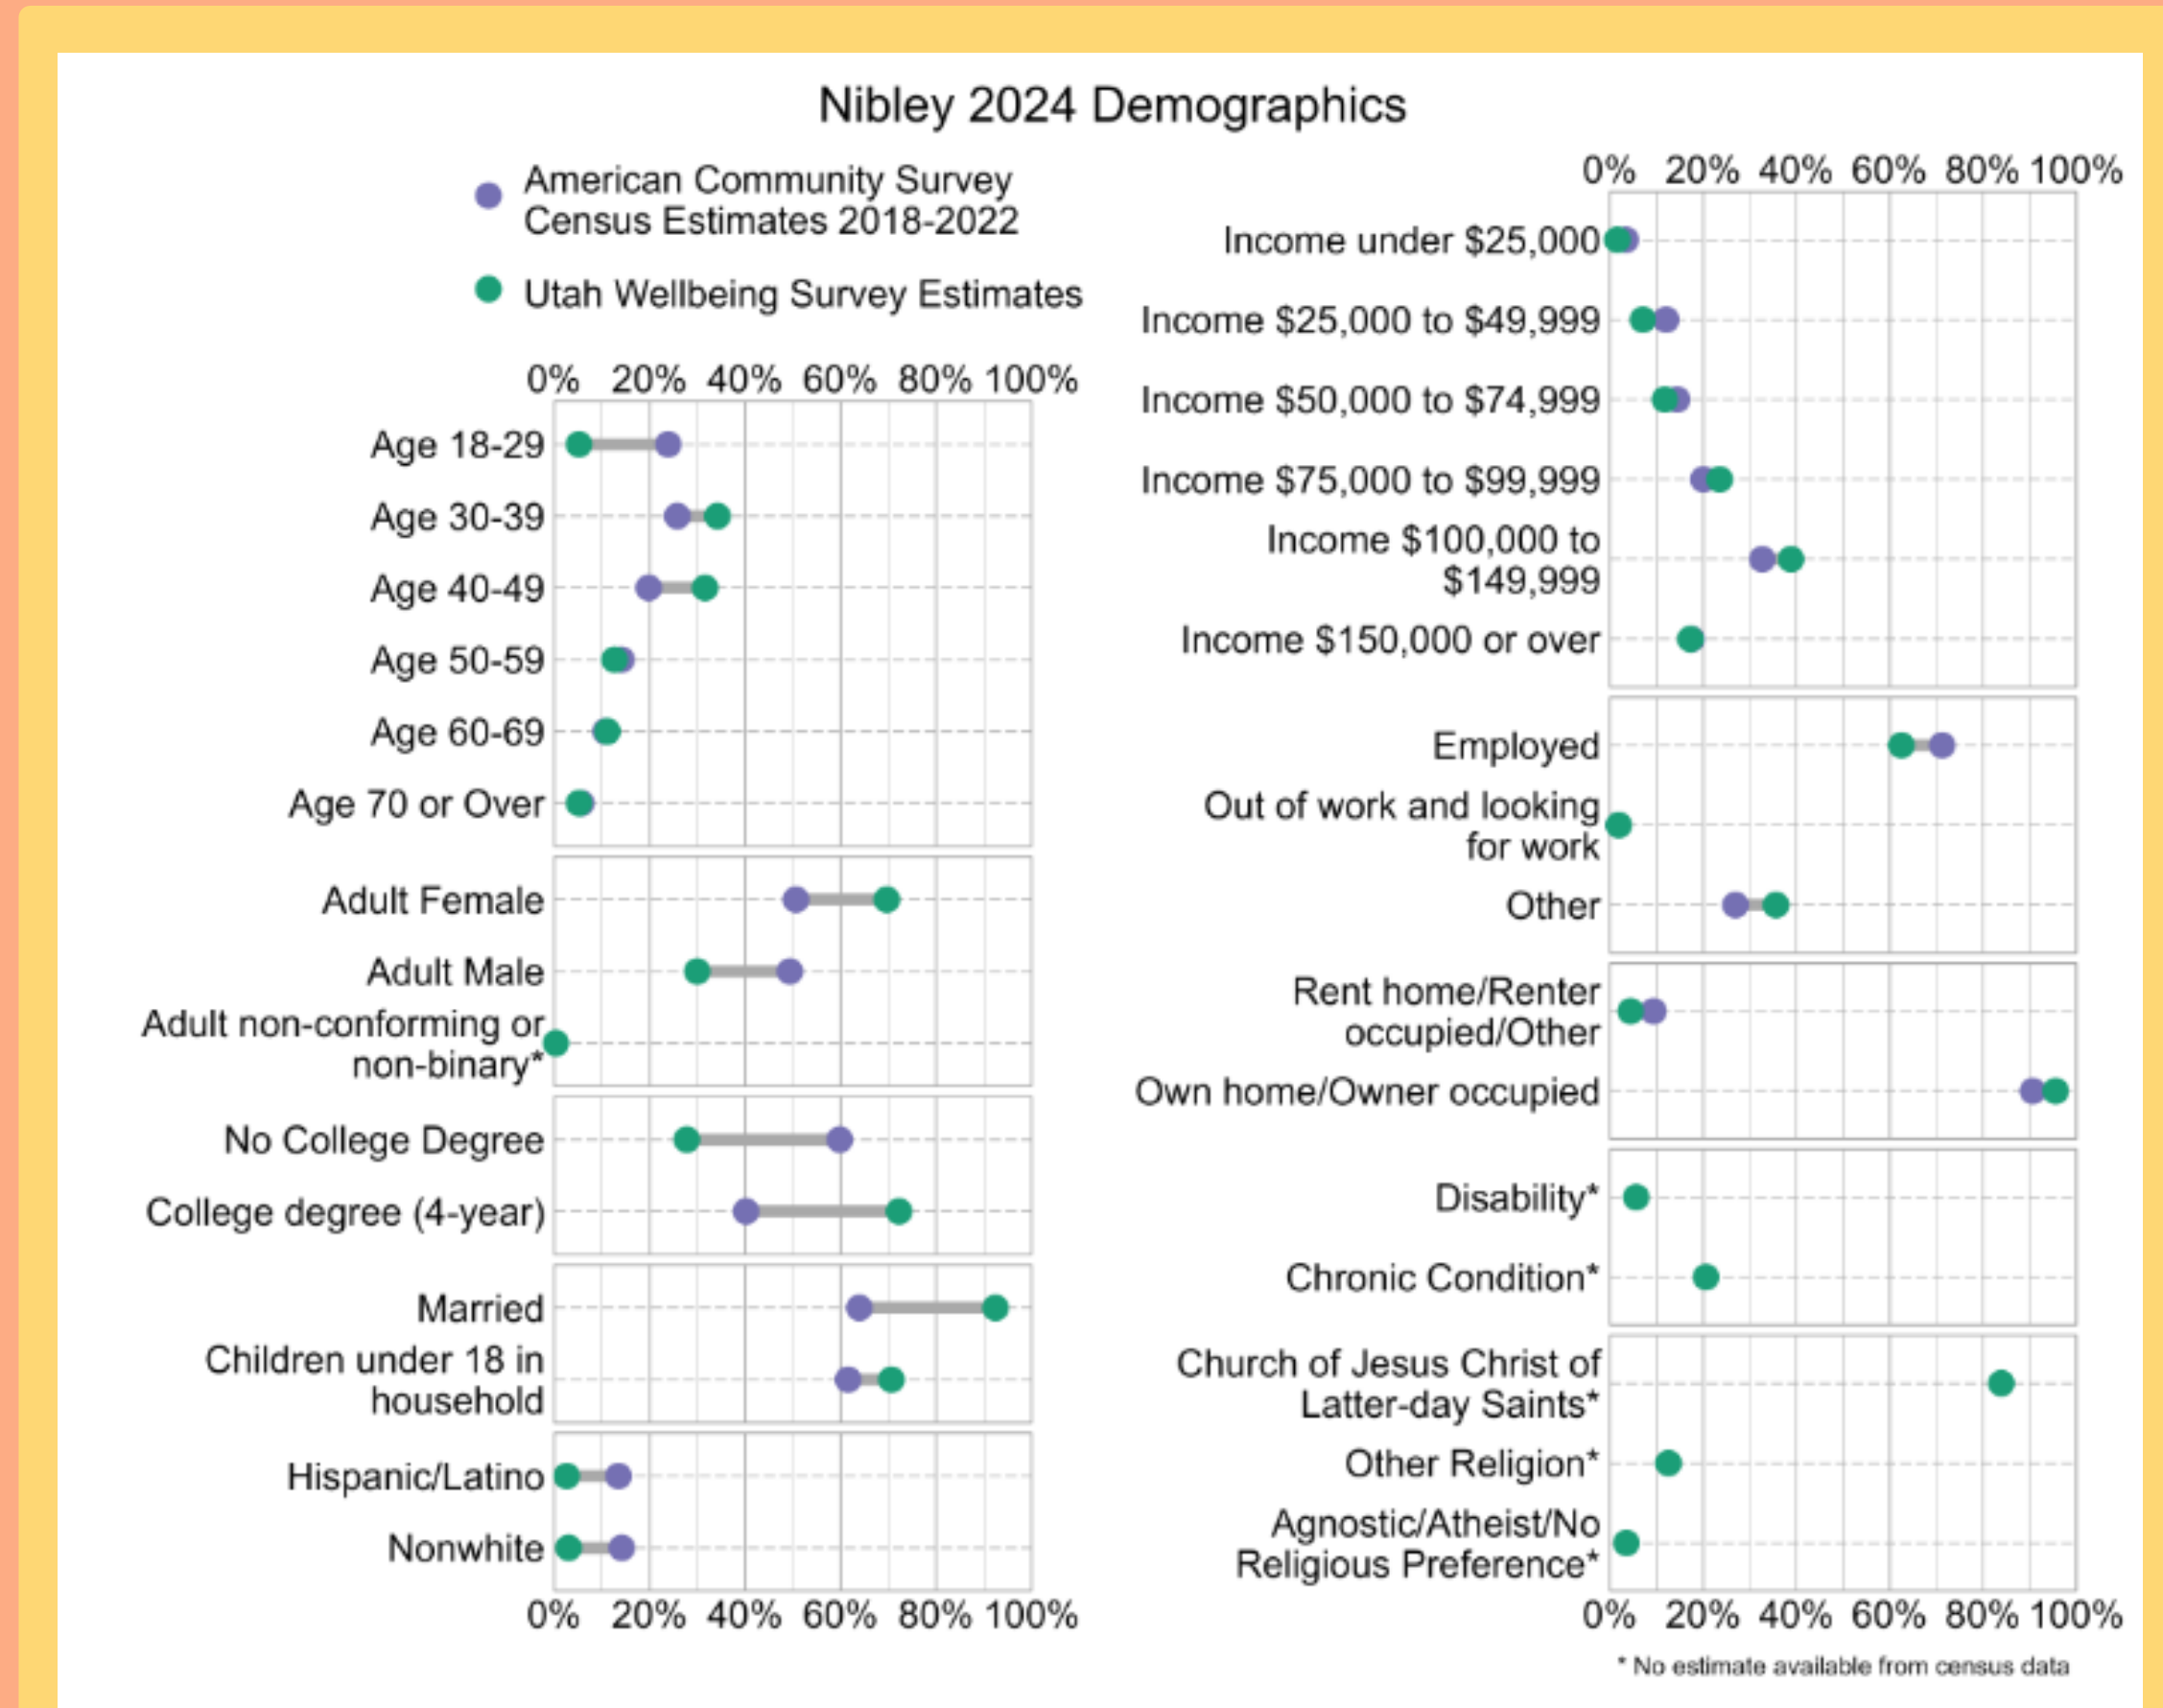 Nibley 2024 Demographics
American Community Survey
Census Estimates 2018-2022
Utah Wellbeing Survey Estimates
0% 20% 40% 60% 80% 100%
Age 18-29
Age 30-39
Age 40-49
Age 50-59
Age 60-69
Age 70 or Over
Adult Female
Adult Male
Adult non-conforming or
non-binary*
No College Degree
College degree (4-year)
Married
Children under 18 in
household
Hispanic/Latino
Nonwhite
0% 20% 40% 60% 80% 100%
0% 20% 40% 60% 80% 100%
Income under $25,000
Income $25,000 to $49,999
Income $50,000 to $74,999
Income $75,000 to $99,999
Income $100,000 to
$149,999
Income $150,000 or over
Employed
Out of work and looking
for work
Other
Rent home/Renter
occupied/Other
Own home/Owner occupied
Disability*
Chronic Condition*
Church of Jesus Christ of
Latter-day Saints*
Other Religion*
Agnostic/Atheist/No
Religious Preference*
0% 20% 40% 60% 80% 100%
* No estimate available from census data